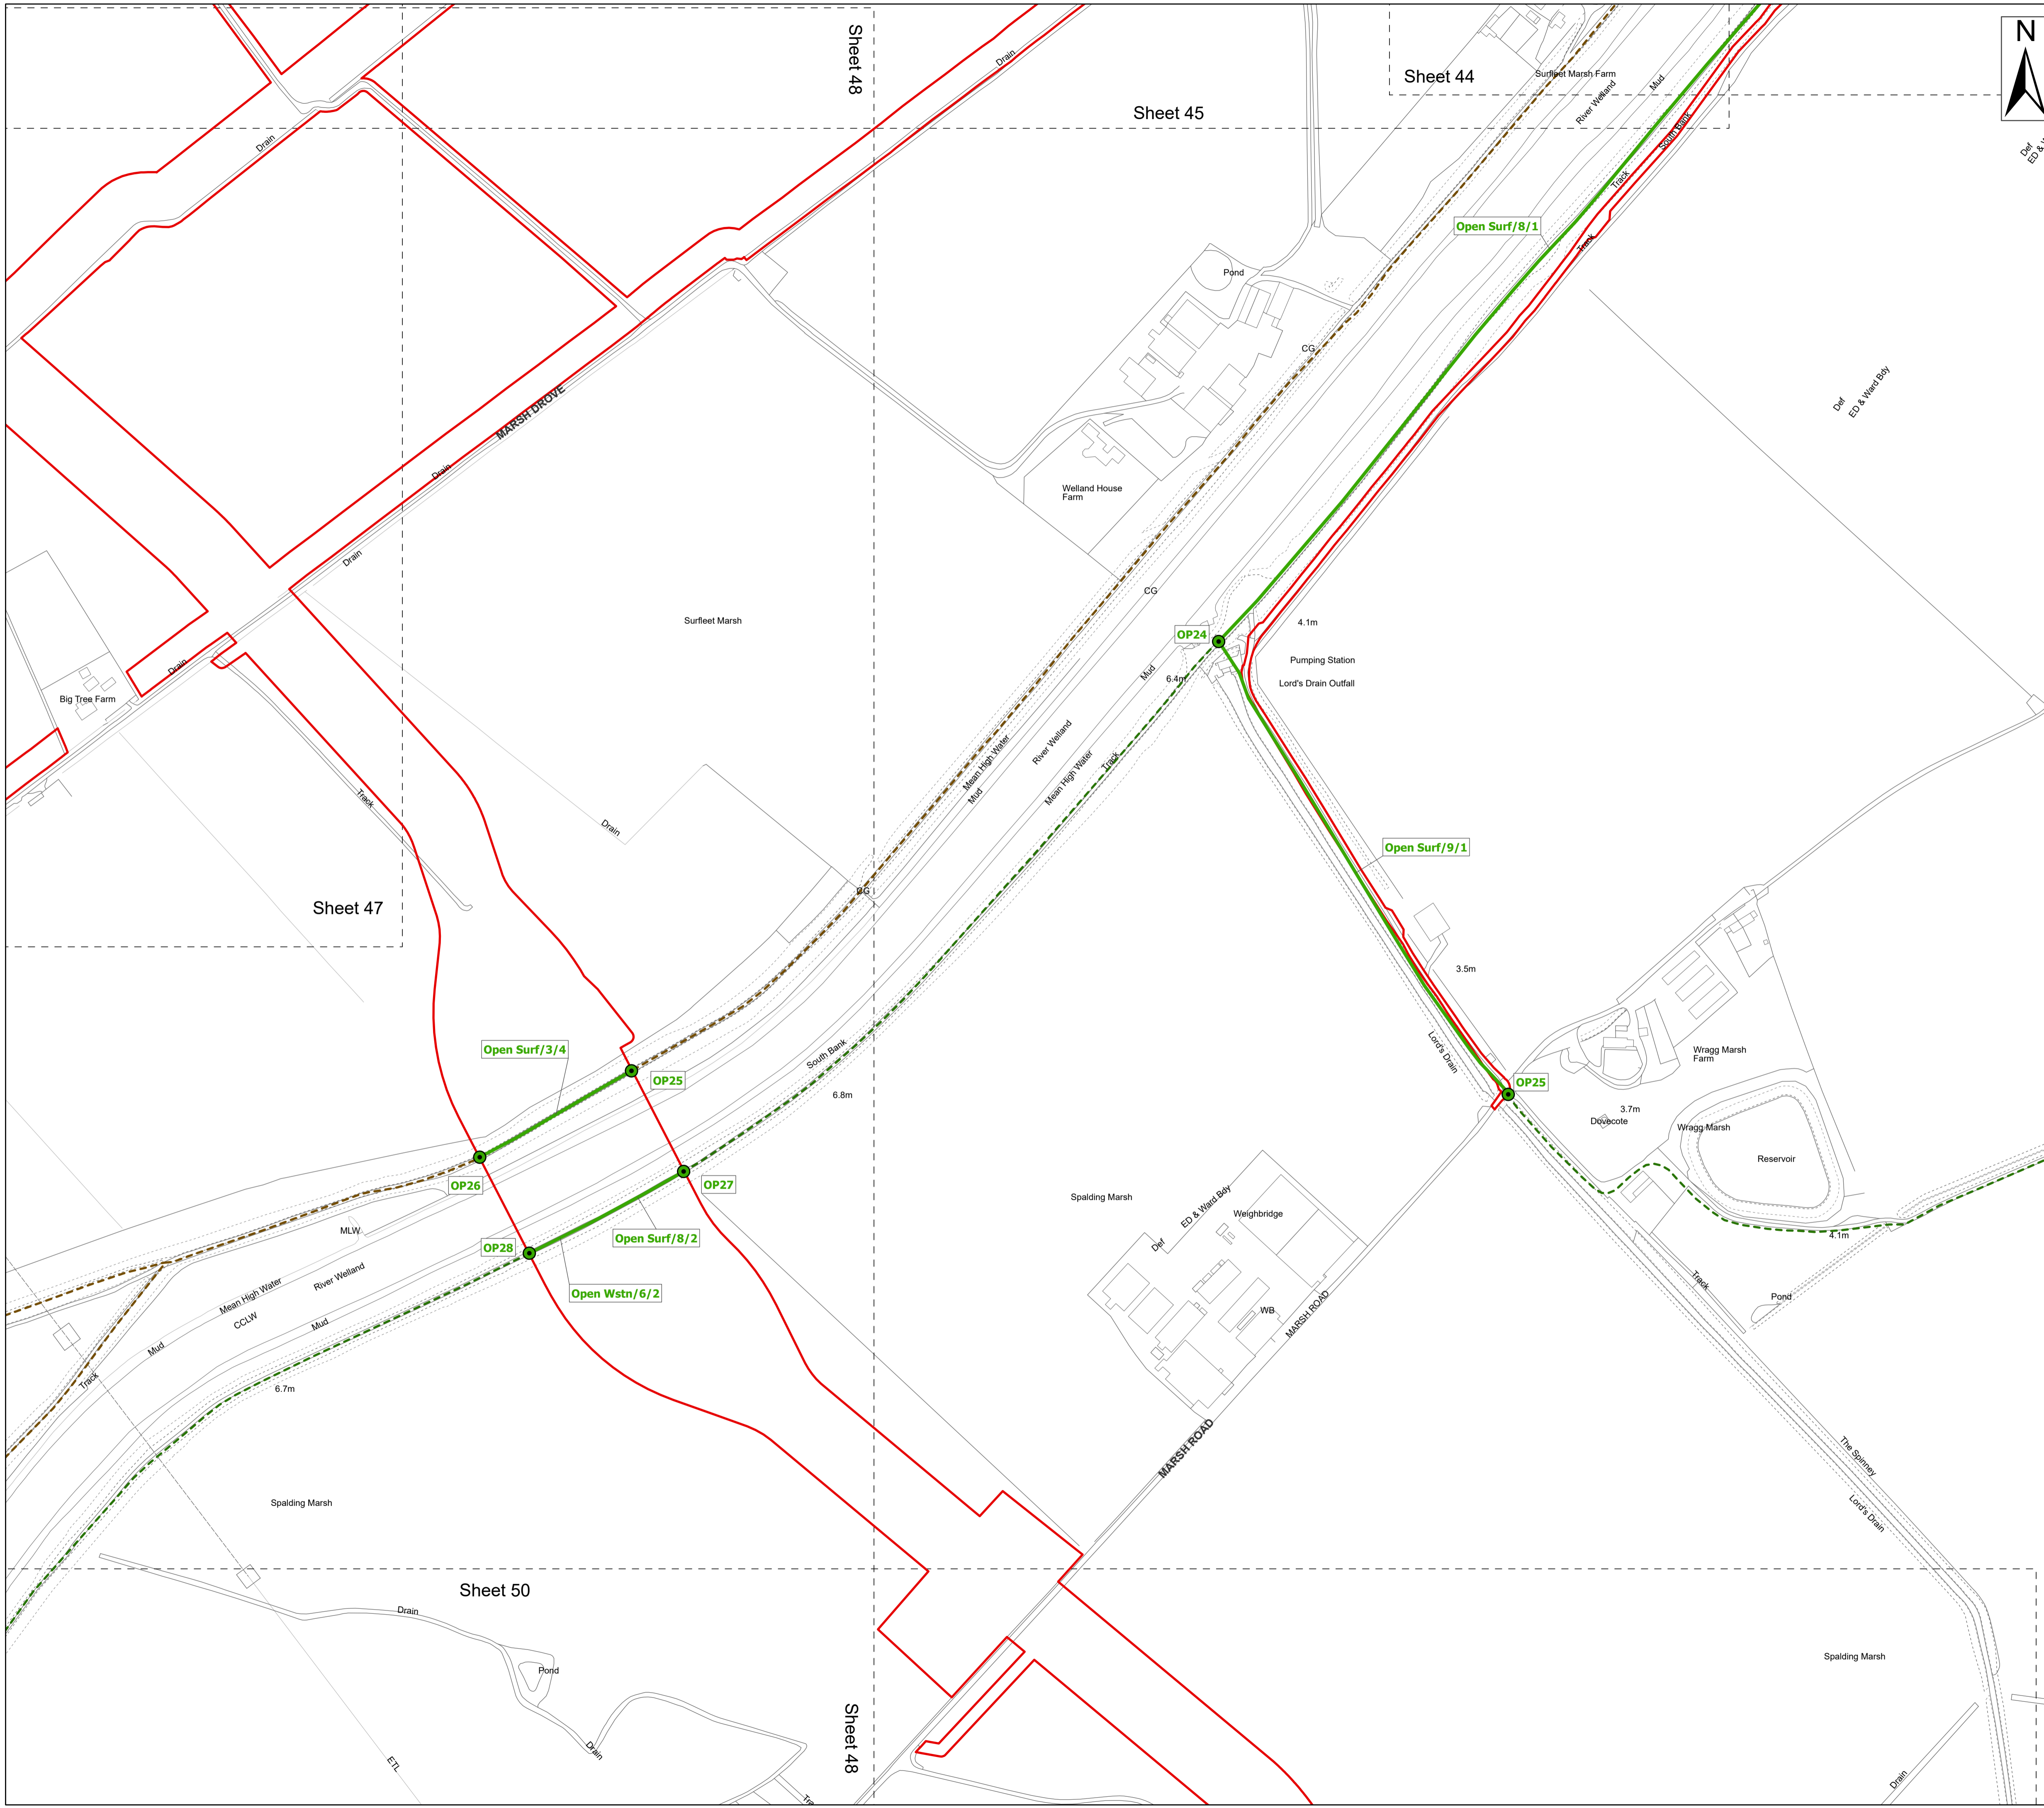 N
Sheet 48
Sheet 44
Sheet 45
Surfleet Marsh Farm
Drain
Mud
River Welland
South Bank
Def
Drain
Track
Open Surf/8/1
Track
Pond
CG
Def
ED & Ward Bdy
MARSH DROVE
Drain
Welland House
Farm
Drain
CG
Surfleet Marsh
4.1m
OP24
Pumping Station
Drain
Mud
6.4m
Lord's Drain Outfall
Big Tree Farm
Mean High Water
River Welland
Mean High Water
Track
Mud
Track
Drain
Open Surf/9/1
CG
Sheet 47
3.5m
Open Surf/3/4
South Bank
Lord's Drain
Wragg Marsh
Farm
OP25
OP25
6.8m
3.7m
Dovecote
Wragg Marsh
Reservoir
OP26
OP27
Spalding Marsh
ED & Ward Bdy
Def
Weighbridge
MLW
Open Surf/8/2
OP28
4.1m
River Welland
Mean High Water
CCLW
Open Wstn/6/2
Track
Pond
Mud
Mud
WB
MARSH ROAD
Track
6.7m
MARSH ROAD
The Spinney
Spalding Marsh
Lord's Drain
Sheet 50
Drain
Pond
Spalding Marsh
Sheet 48
Drain
ETL
Drain